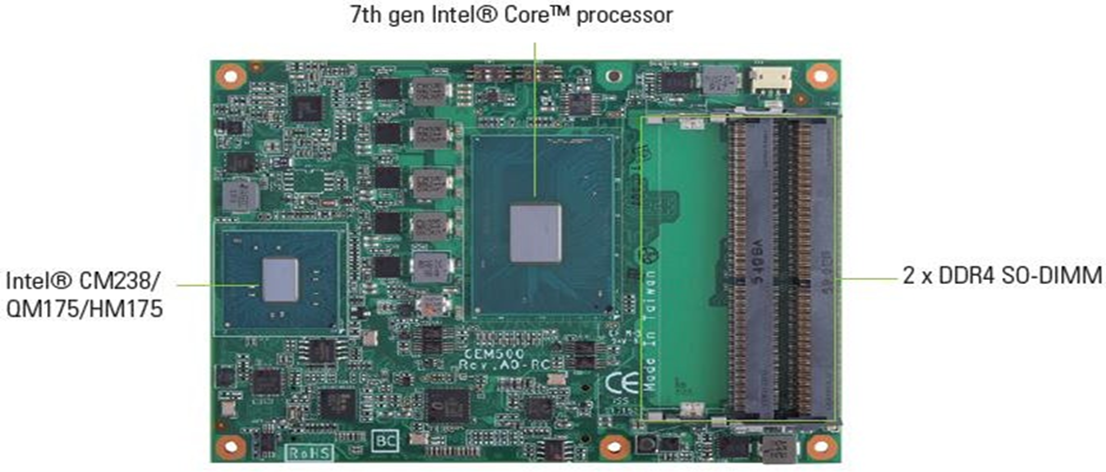 7th gen Intel® Core™ processor
Intel® CM238/
QM175/HM175
2 x DDR4 SO-DIMM
CEM500
Rev.A0-RC
Made In Taiwan
CE
RoHS
BC